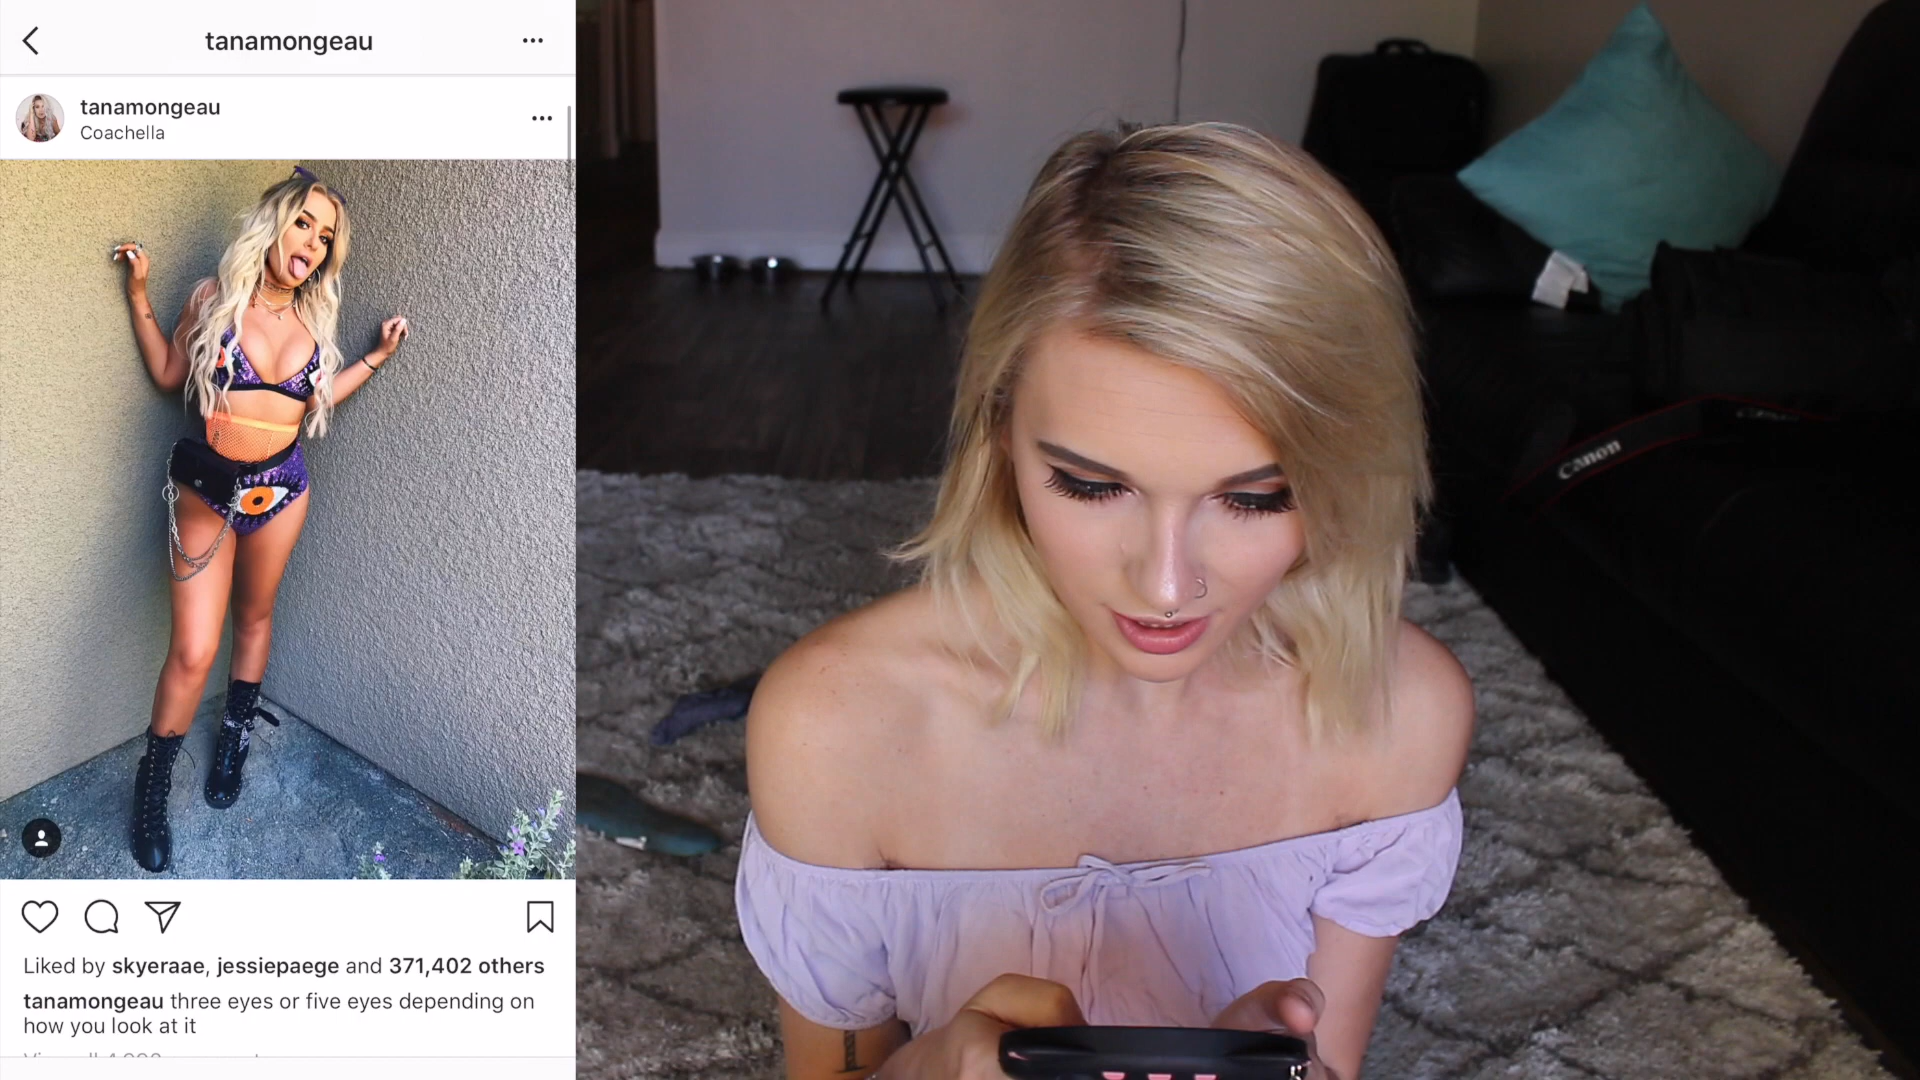 tanamongeau
tanamongeau
Coachella
Liked by skyeraae, jessiepaege and 371,402 others
tanamongeau three eyes or five eyes depending on
how you look at it
Canon